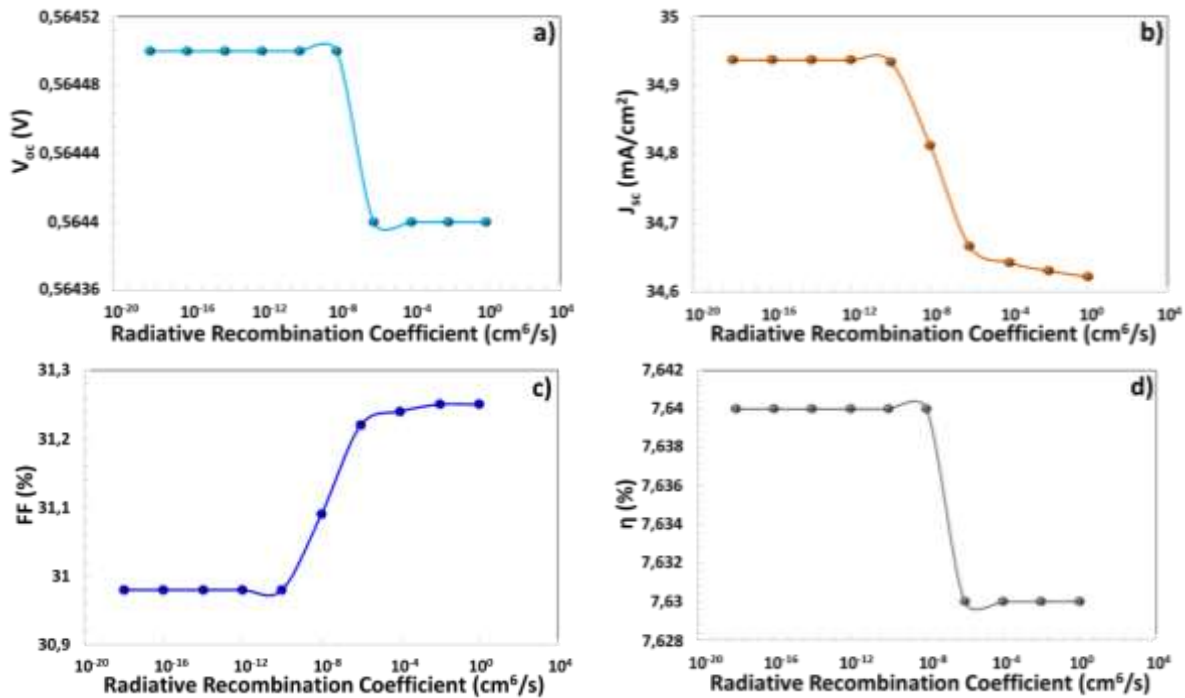 a)
V_oc (V)
0,56452
0,56448
0,56444
0,5644
0,56436
10⁻²⁰ 10⁻¹⁶ 10⁻¹² 10⁻⁸ 10⁻⁴ 10⁰ 10⁴
Radiative Recombination Coefficient (cm⁶/s)
b)
J_sc (mA/cm²)
35
34,9
34,8
34,7
34,6
10⁻²⁰ 10⁻¹⁶ 10⁻¹² 10⁻⁸ 10⁻⁴ 10⁰ 10⁴
Radiative Recombination Coefficient (cm⁶/s)
c)
FF (%)
31,3
31,2
31,1
31
30,9
10⁻²⁰ 10⁻¹⁶ 10⁻¹² 10⁻⁸ 10⁻⁴ 10⁰ 10⁴
Radiative Recombination Coefficient (cm⁶/s)
d)
η (%)
7,642
7,64
7,638
7,636
7,634
7,632
7,63
7,628
10⁻²⁰ 10⁻¹⁶ 10⁻¹² 10⁻⁸ 10⁻⁴ 10⁰ 10⁴
Radiative Recombination Coefficient (cm⁶/s)